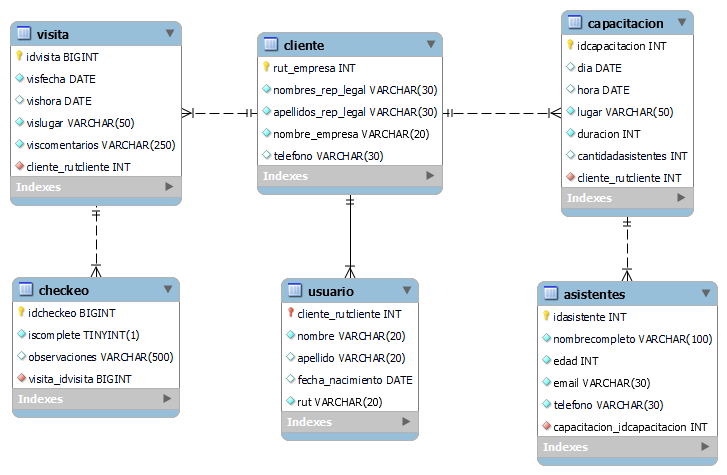 visita
idvisita BIGINT
visfecha DATE
vishora DATE
vislugar VARCHAR(50)
viscomentarios VARCHAR(250)
cliente_rutcliente INT
Indexes
cliente
rut_empresa INT
nombres_rep_legal VARCHAR(30)
apellidos_rep_legal VARCHAR(30)
nombre_empresa VARCHAR(20)
telefono VARCHAR(30)
Indexes
capacitacion
idcapacitacion INT
dia DATE
hora DATE
lugar VARCHAR(50)
duracion INT
cantidadasistentes INT
cliente_rutcliente INT
Indexes
checkeo
idcheckeo BIGINT
iscomplete TINYINT(1)
observaciones VARCHAR(500)
visita_idvisita BIGINT
Indexes
usuario
cliente_rutcliente INT
nombre VARCHAR(20)
apellido VARCHAR(20)
fecha_nacimiento DATE
rut VARCHAR(20)
Indexes
asistentes
idasistente INT
nombrecompleto VARCHAR(100)
edad INT
email VARCHAR(30)
telefono VARCHAR(30)
capacitacion_idcapacitacion INT
Indexes